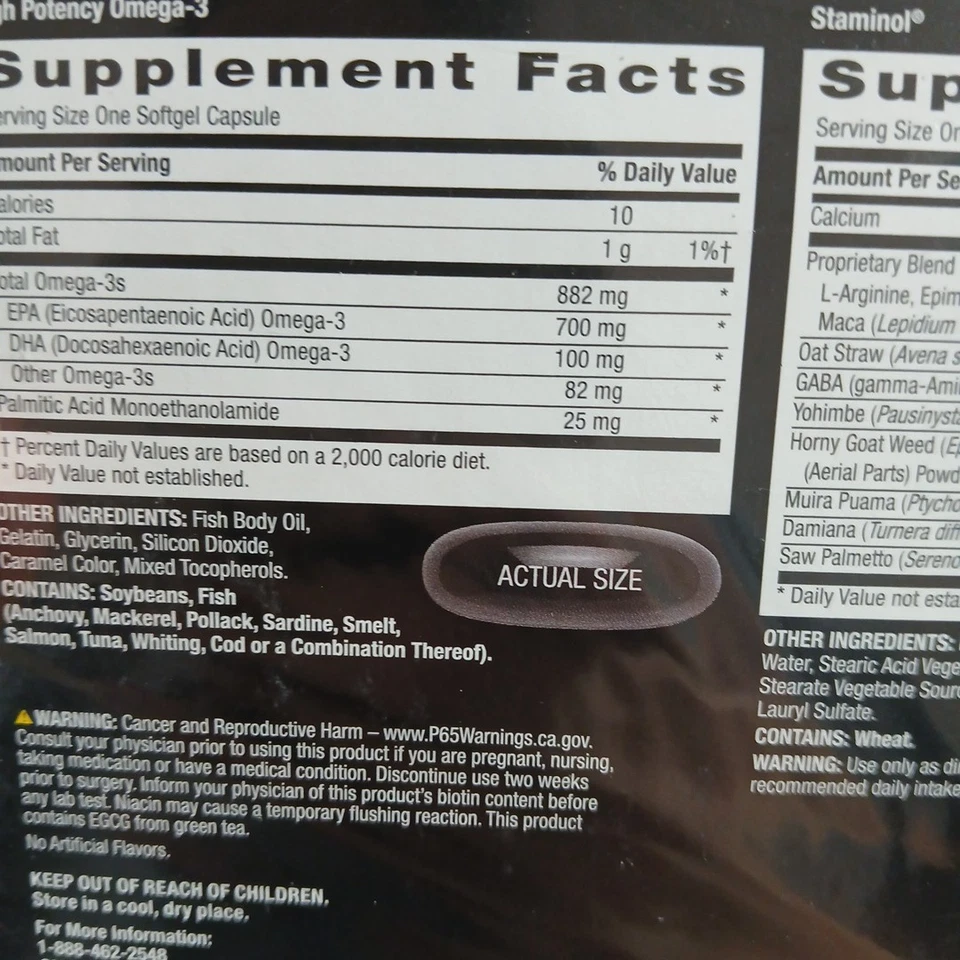 gh Potency Omega-3
Supplement Facts
erving Size One Softgel Capsule
mount Per Serving % Daily Value
alories 10
otal Fat 1 g 1%†
otal Omega-3s 882 mg *
EPA (Eicosapentaenoic Acid) Omega-3 700 mg *
DHA (Docosahexaenoic Acid) Omega-3 100 mg *
Other Omega-3s 82 mg *
Palmitic Acid Monoethanolamide 25 mg *
† Percent Daily Values are based on a 2,000 calorie diet.
* Daily Value not established.
OTHER INGREDIENTS: Fish Body Oil,
Gelatin, Glycerin, Silicon Dioxide,
Caramel Color, Mixed Tocopherols.
CONTAINS: Soybeans, Fish
(Anchovy, Mackerel, Pollack, Sardine, Smelt,
Salmon, Tuna, Whiting, Cod or a Combination Thereof).
ACTUAL SIZE
WARNING: Cancer and Reproductive Harm – www.P65Warnings.ca.gov.
Consult your physician prior to using this product if you are pregnant, nursing,
taking medication or have a medical condition. Discontinue use two weeks
prior to surgery. Inform your physician of this product's biotin content before
any lab test. Niacin may cause a temporary flushing reaction. This product
contains EGCG from green tea.
No Artificial Flavors.
KEEP OUT OF REACH OF CHILDREN.
Store in a cool, dry place.
For More Information:
1-888-462-2548
Staminol®
Sup
Serving Size Or
Amount Per Se
Calcium
Proprietary Blend
L-Arginine, Epim
Maca (Lepidium
Oat Straw (Avena s
GABA (gamma-Ami
Yohimbe (Pausinysta
Horny Goat Weed (Ep
(Aerial Parts) Powd
Muira Puama (Ptycho
Damiana (Turnera diff
Saw Palmetto (Sereno
* Daily Value not esta
OTHER INGREDIENTS:
Water, Stearic Acid Vege
Stearate Vegetable Sour
Lauryl Sulfate.
CONTAINS: Wheat.
WARNING: Use only as di
recommended daily intake